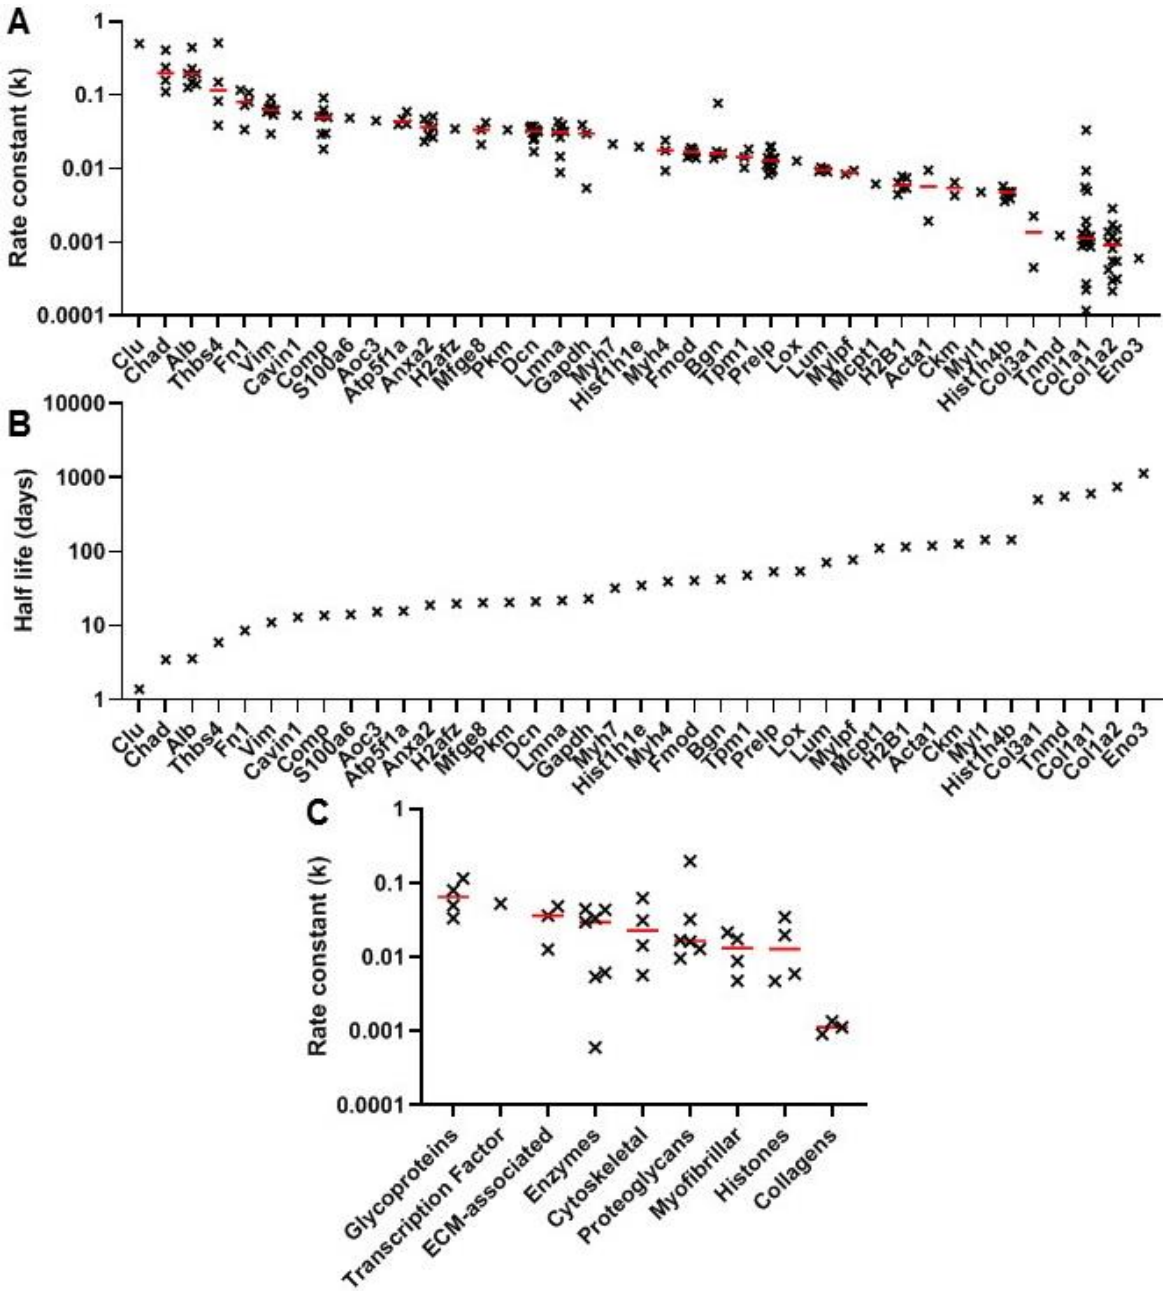 A
Rate constant (k)
1
0.1
0.01
0.001
0.0001
Clu
Chad
Alb
Thbs4
Fn1
Vim
Cavin1
Comp
S100a6
Aoc3
Atp5f1a
Anxa2
H2afz
Mfge8
Pkm
Dcn
Lmna
Gapdh
Myh7
Hist1h1e
Myh4
Fmod
Bgn
Tpm1
Prelp
Lox
Lum
Mylpf
Mcpt1
H2B1
Acta1
Ckm
Myl1
Hist1h4b
Col3a1
Tnmd
Col1a1
Col1a2
Eno3
B
Half life (days)
10000
1000
100
10
1
Clu
Chad
Alb
Thbs4
Fn1
Vim
Cavin1
Comp
S100a6
Aoc3
Atp5f1a
Anxa2
H2afz
Mfge8
Pkm
Dcn
Lmna
Gapdh
Myh7
Hist1h1e
Myh4
Fmod
Bgn
Tpm1
Prelp
Lox
Lum
Mylpf
Mcpt1
H2B1
Acta1
Ckm
Myl1
Hist1h4b
Col3a1
Tnmd
Col1a1
Col1a2
Eno3
C
Rate constant (k)
1
0.1
0.01
0.001
0.0001
Glycoproteins
Transcription Factor
ECM-associated
Enzymes
Cytoskeletal
Proteoglycans
Myofibrillar
Histones
Collagens